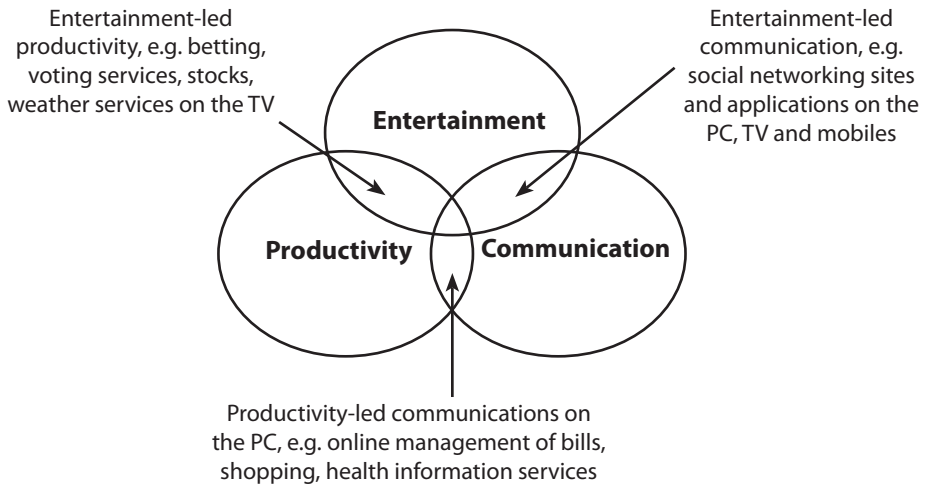 Entertainment-led
productivity, e.g. betting,
voting services, stocks,
weather services on the TV
Entertainment-led
communication, e.g.
social networking sites
and applications on the
PC, TV and mobiles
Entertainment
Productivity
Communication
Productivity-led communications on
the PC, e.g. online management of bills,
shopping, health information services